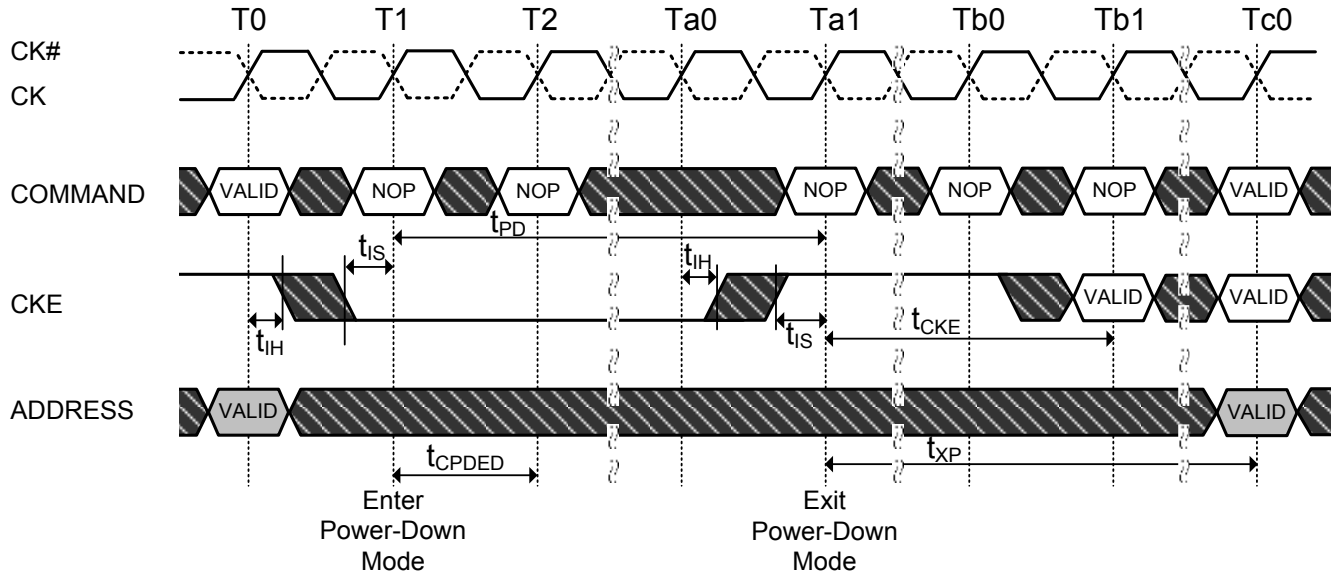 T0 T1 T2 Ta0 Ta1 Tb0 Tb1 Tc0
CK#
CK
COMMAND VALID NOP NOP NOP NOP NOP VALID
tPD
tIS tIH
CKE VALID VALID
tIH tIS tCKE
ADDRESS VALID VALID
tCPDED tXP
Enter
Power-Down
Mode
Exit
Power-Down
Mode